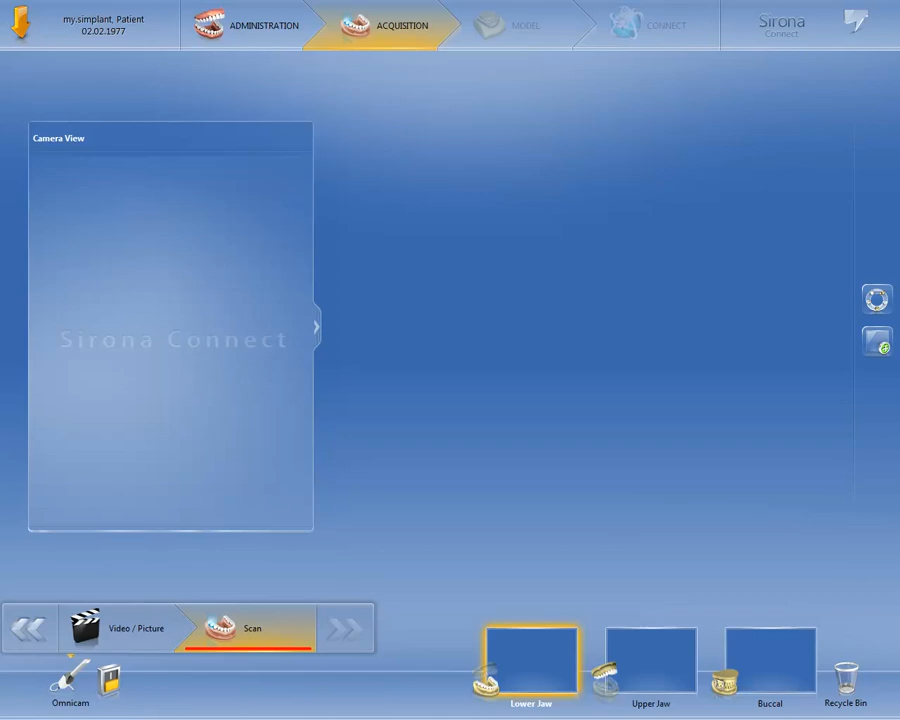 my.simplant, Patient
02.02.1977
ADMINISTRATION
ACQUISITION
MODEL
CONNECT
Sirona
Connect
Camera View
Sirona Connect
Video / Picture
Scan
Omnicam
Lower Jaw
Upper Jaw
Buccal
Recycle Bin